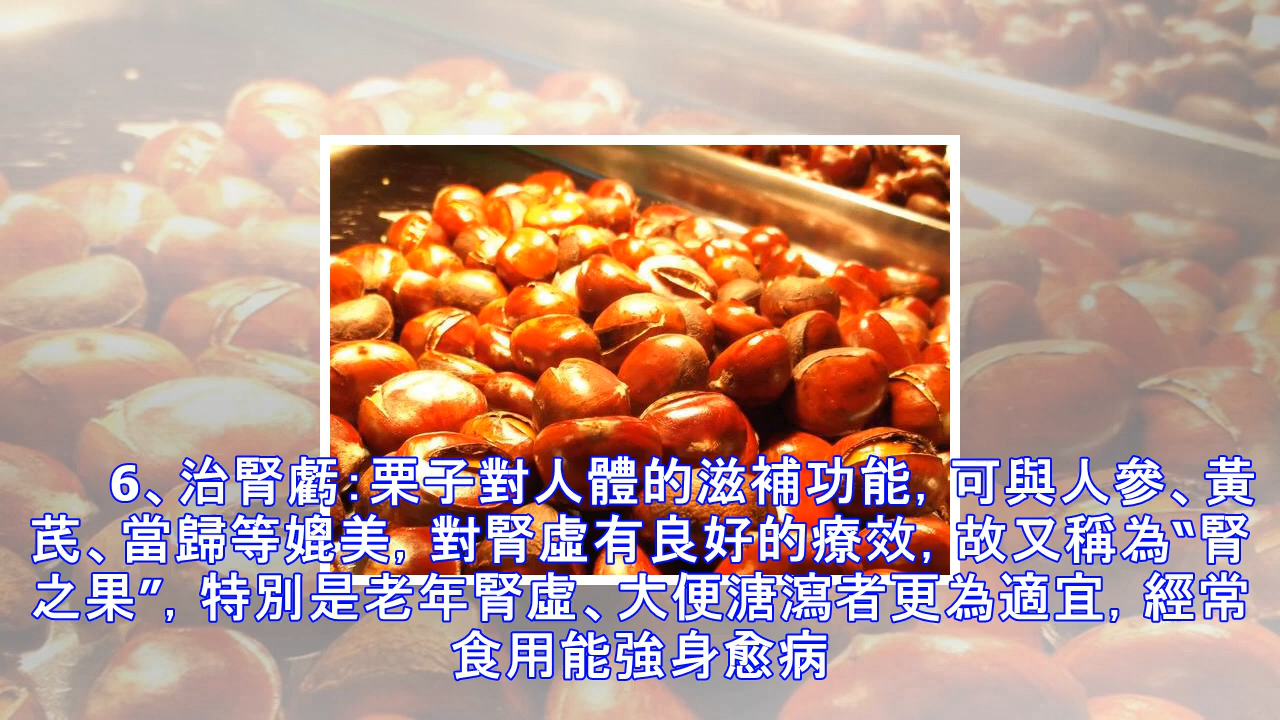 6、治腎虧:栗子對人體的滋補功能,可與人參、黃
芪、當歸等媲美,對腎虛有良好的療效,故又稱為“腎
之果”,特別是老年腎虛、大便溏瀉者更為適宜,經常
食用能強身愈病